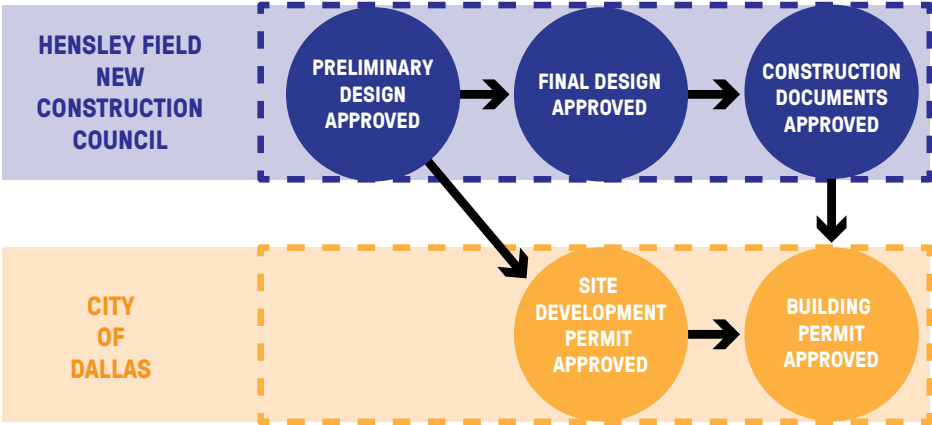 HENSLEY FIELD
NEW
CONSTRUCTION
COUNCIL
PRELIMINARY
DESIGN
APPROVED
FINAL DESIGN
APPROVED
CONSTRUCTION
DOCUMENTS
APPROVED
CITY
OF
DALLAS
SITE
DEVELOPMENT
PERMIT
APPROVED
BUILDING
PERMIT
APPROVED